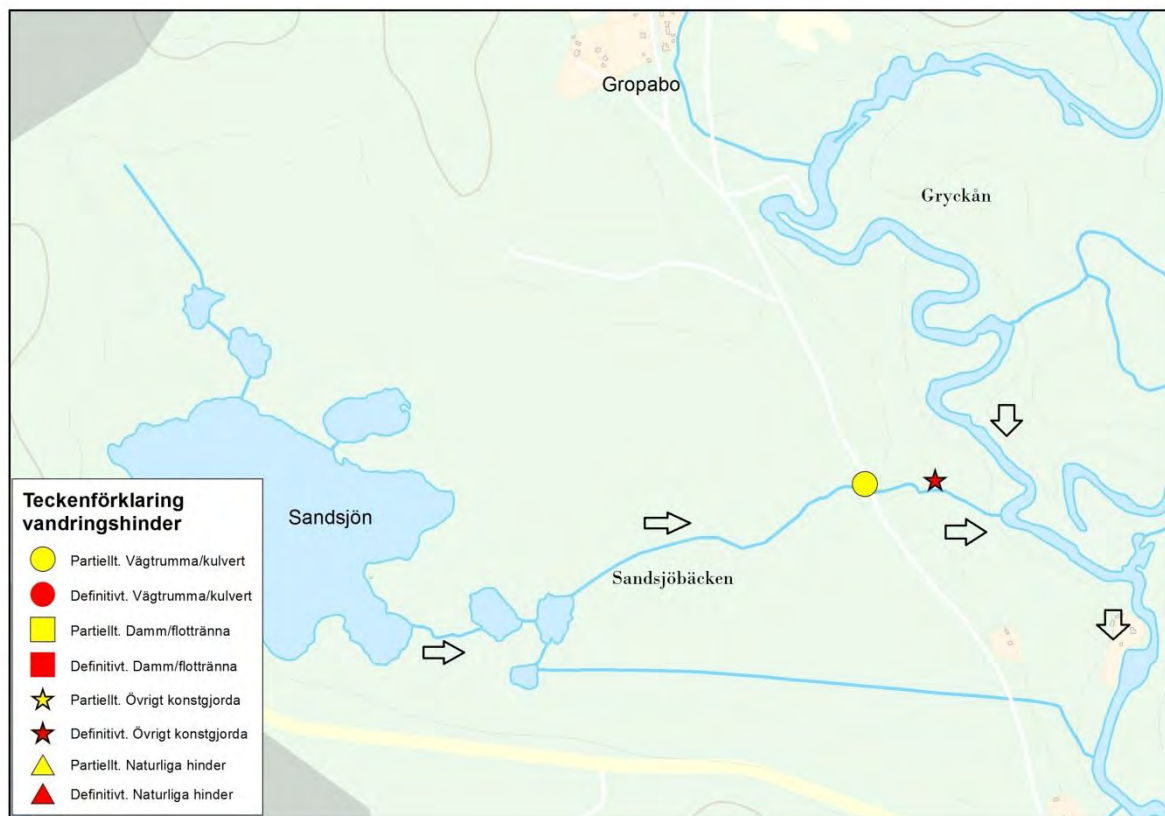 Gropabo
Gryckån
Sandsjön
Sandsjöbäcken
Teckenförklaring
vandringshinder
Partiellt. Vägtrumma/kulvert
Definitivt. Vägtrumma/kulvert
Partiellt. Damm/flottränna
Definitivt. Damm/flottränna
Partiellt. Övrigt konstgjorda
Definitivt. Övrigt konstgjorda
Partiellt. Naturliga hinder
Definitivt. Naturliga hinder